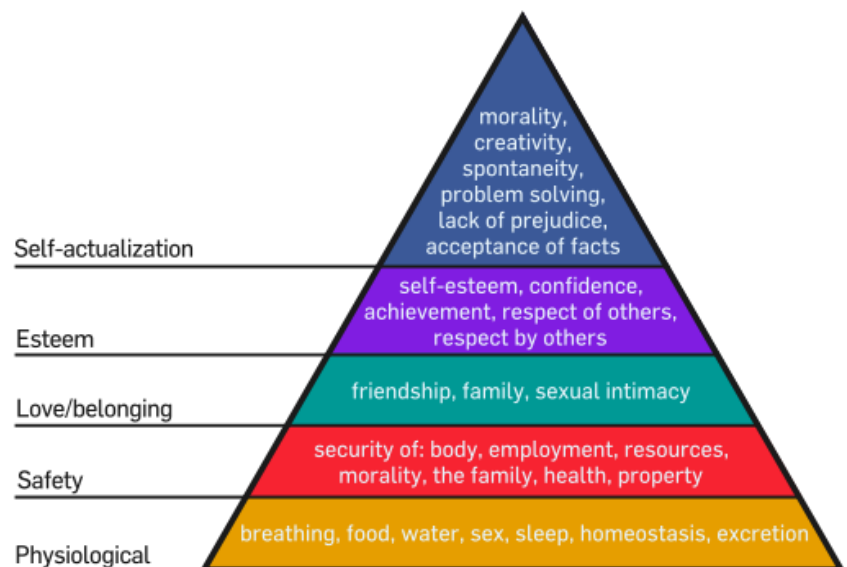 morality,
creativity,
spontaneity,
problem solving,
lack of prejudice,
acceptance of facts
Self-actualization
self-esteem, confidence,
achievement, respect of others,
respect by others
Esteem
friendship, family, sexual intimacy
Love/belonging
security of: body, employment, resources,
morality, the family, health, property
Safety
breathing, food, water, sex, sleep, homeostasis, excretion
Physiological